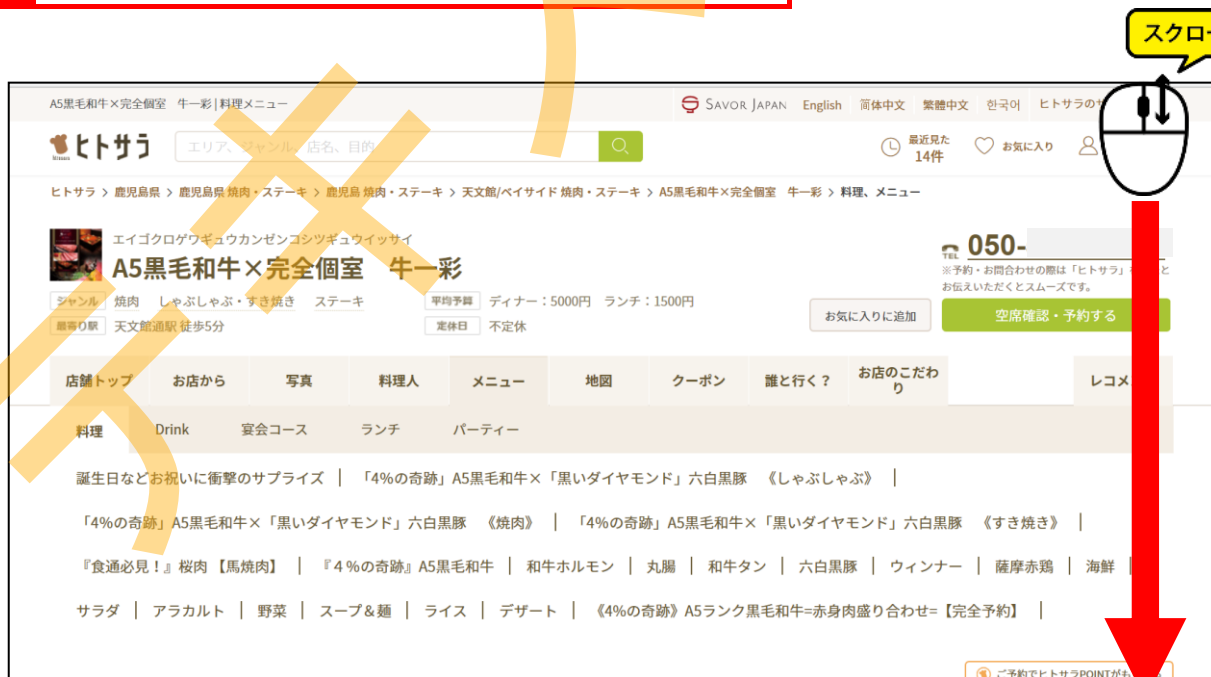 スクロー
A5黒毛和牛×完全個室 牛一彩|料理メニュー
SAVOR JAPAN English 简体中文 繁體中文 한국어 ヒトサラのサ
ヒトサラ
エリア、ジャンル、店名、目的
最近見た
14件
お気に入り
ヒトサラ > 鹿児島県 > 鹿児島県 焼肉・ステーキ > 鹿児島 焼肉・ステーキ > 天文館/ベイサイド 焼肉・ステーキ > A5黒毛和牛×完全個室 牛一彩 > 料理、メニュー
エイゴクロゲワギュウカンゼンコシツギュウイッサイ
A5黒毛和牛×完全個室 牛一彩
ジャンル 焼肉 しゃぶしゃぶ・すき焼き ステーキ
平均予算 ディナー：5000円 ランチ：1500円
最寄り駅 天文館通駅 徒歩5分
定休日 不定休
TEL 050-
※予約・お問合わせの際は「ヒトサラ」を
と
お伝えいただくとスムーズです。
お気に入りに追加
空席確認・予約する
店舗トップ お店から 写真 料理人 メニュー 地図 クーポン 誰と行く？ お店のこだわり レコメ
料理 Drink 宴会コース ランチ パーティー
誕生日などお祝いに衝撃のサプライズ | 「4%の奇跡」A5黒毛和牛×「黒いダイヤモンド」六白黒豚 《しゃぶしゃぶ》 |
「4%の奇跡」A5黒毛和牛×「黒いダイヤモンド」六白黒豚 《焼肉》 | 「4%の奇跡」A5黒毛和牛×「黒いダイヤモンド」六白黒豚 《すき焼き》 |
『食通必見！』桜肉 【馬焼肉】 | 『４%の奇跡』A5黒毛和牛 | 和牛ホルモン | 丸腸 | 和牛タン | 六白黒豚 | ウィンナー | 薩摩赤鶏 | 海鮮 |
サラダ | アラカルト | 野菜 | スープ＆麺 | ライス | デザート | 《4%の奇跡》A5ランク黒毛和牛=赤身肉盛り合わせ=【完全予約】 |
ご予約でヒトサラPOINTがも